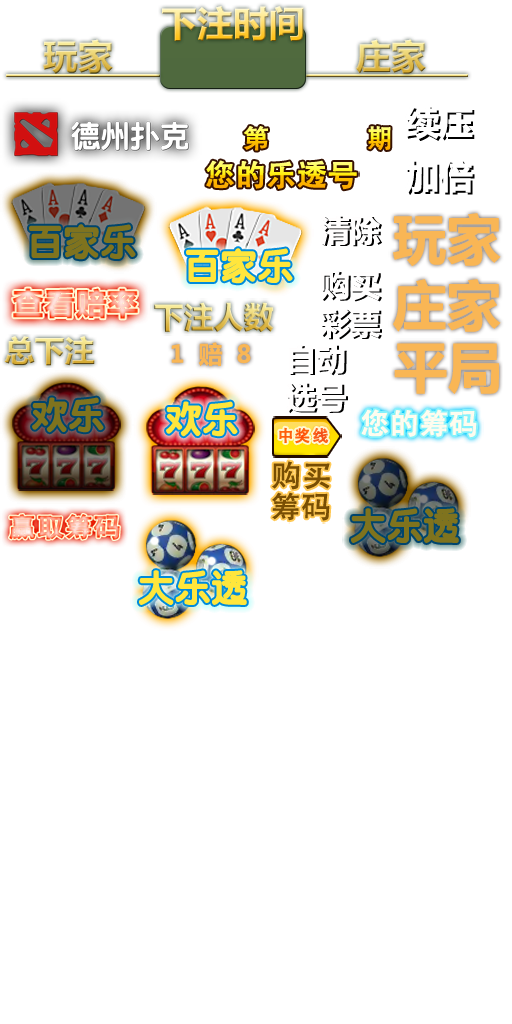 下注时间
玩家
庄家
德州扑克
第 期
续压
您的乐透号
加倍
百家乐
百家乐
清除
玩家
查看赔率
购买
彩票
庄家
下注人数
总下注
1 赔 8
自动
选号
平局
欢乐
欢乐
777
777
中奖线
您的筹码
购买
筹码
赢取筹码
大乐透
大乐透